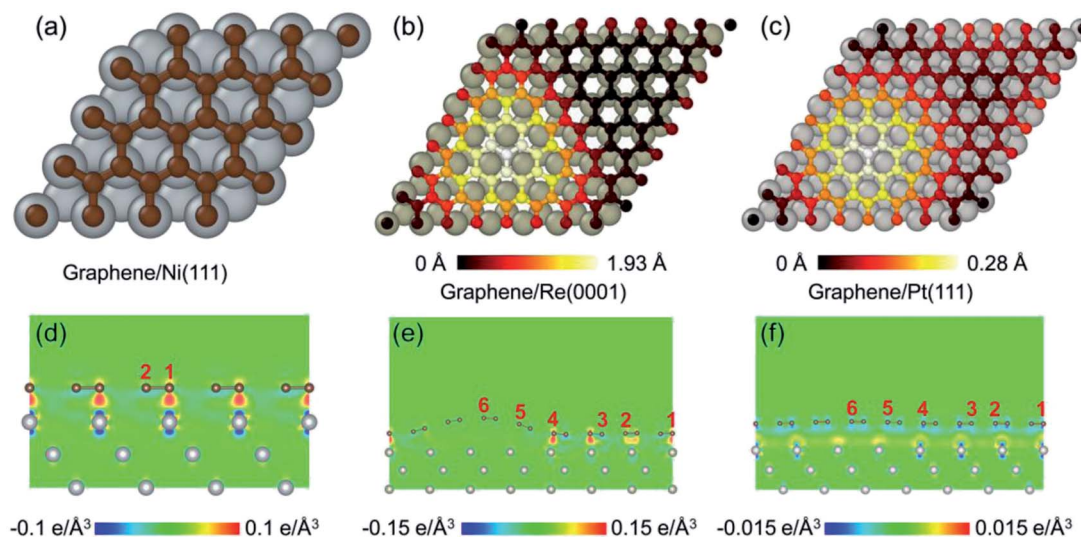 (a) (b) (c)
0 Å 1.93 Å 0 Å 0.28 Å
Graphene/Ni(111) Graphene/Re(0001) Graphene/Pt(111)
(d) (e) (f)
2 1 6 5 4 3 2 1 6 5 4 3 2 1
-0.1 e/Å³ 0.1 e/Å³ -0.15 e/Å³ 0.15 e/Å³ -0.015 e/Å³ 0.015 e/Å³